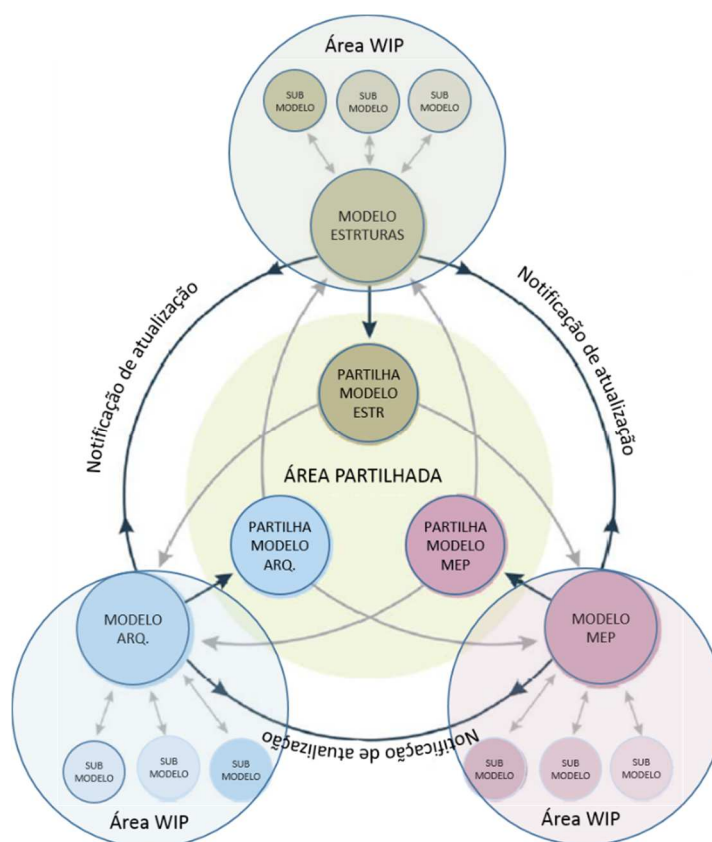 Área WIP
SUB
MODELO
SUB
MODELO
SUB
MODELO
MODELO
ESTRTURAS
Notificação de atualização
Notificação de atualização
PARTILHA
MODELO
ESTR
ÁREA PARTILHADA
PARTILHA
MODELO
ARQ.
PARTILHA
MODELO
MEP
MODELO
ARQ.
MODELO
MEP
Notificação de atualização
SUB
MODELO
SUB
MODELO
SUB
MODELO
SUB
MODELO
SUB
MODELO
SUB
MODELO
Área WIP
Área WIP